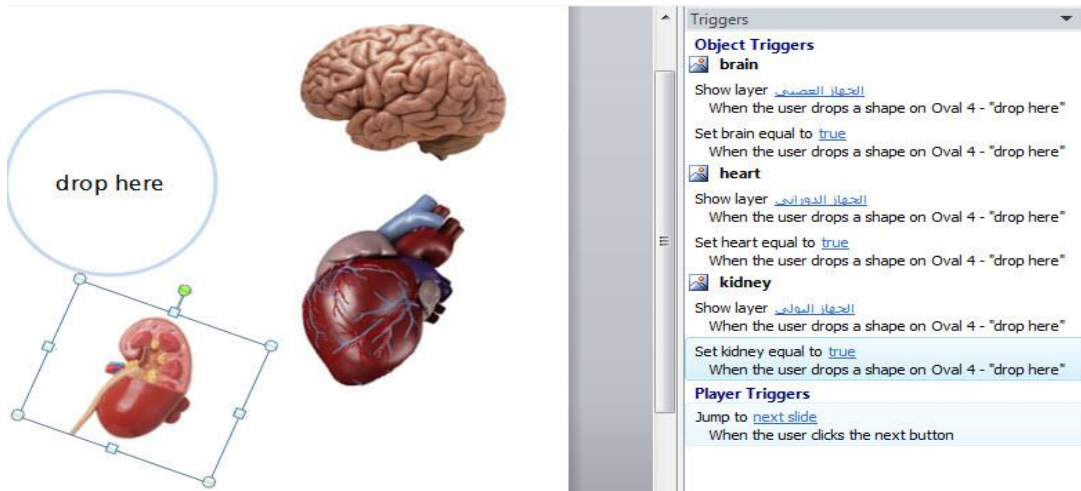 drop here
Triggers
Object Triggers
brain
Show layer الجهاز العصبي
When the user drops a shape on Oval 4 - "drop here"
Set brain equal to true
When the user drops a shape on Oval 4 - "drop here"
heart
Show layer الجهاز الدوراني
When the user drops a shape on Oval 4 - "drop here"
Set heart equal to true
When the user drops a shape on Oval 4 - "drop here"
kidney
Show layer الجهاز البولي
When the user drops a shape on Oval 4 - "drop here"
Set kidney equal to true
When the user drops a shape on Oval 4 - "drop here"
Player Triggers
Jump to next slide
When the user clicks the next button